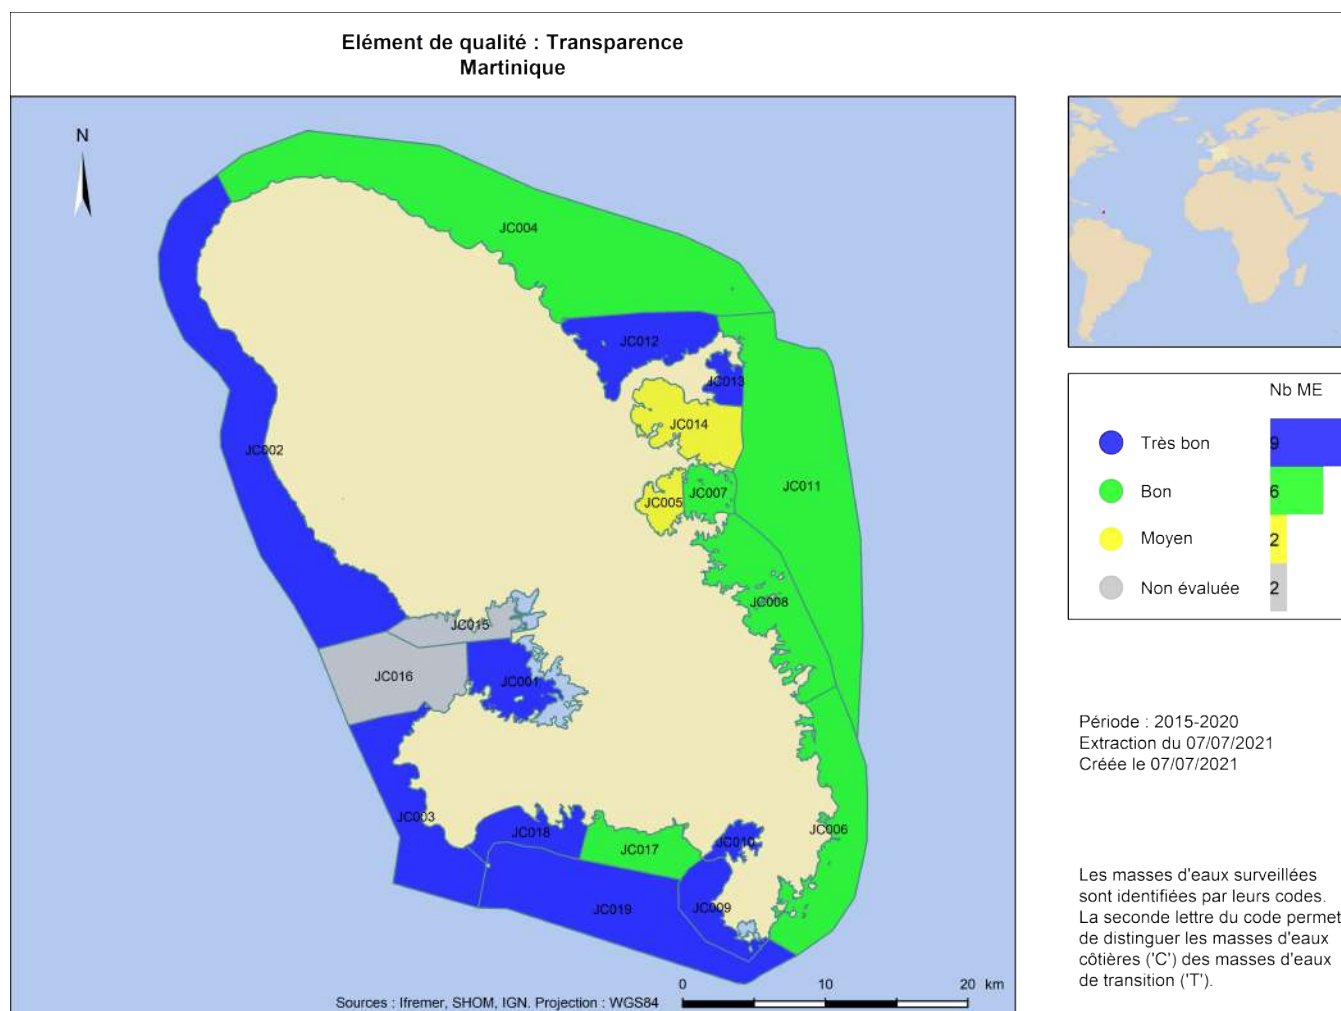 Elément de qualité : Transparence
Martinique
N
JC004
JC012
JC013
JC014
JC002
JC005
JC007
JC011
JC008
JC015
JC016
JC001
JC003
JC018
JC017
JC010
JC006
JC019
JC009
0 10 20 km
Sources : Ifremer, SHOM, IGN. Projection : WGS84
Nb ME
Très bon 9
Bon 6
Moyen 2
Non évaluée 2
Période : 2015-2020
Extraction du 07/07/2021
Créée le 07/07/2021
Les masses d'eaux surveillées
sont identifiées par leurs codes.
La seconde lettre du code permet
de distinguer les masses d'eaux
côtières ('C') des masses d'eaux
de transition ('T').